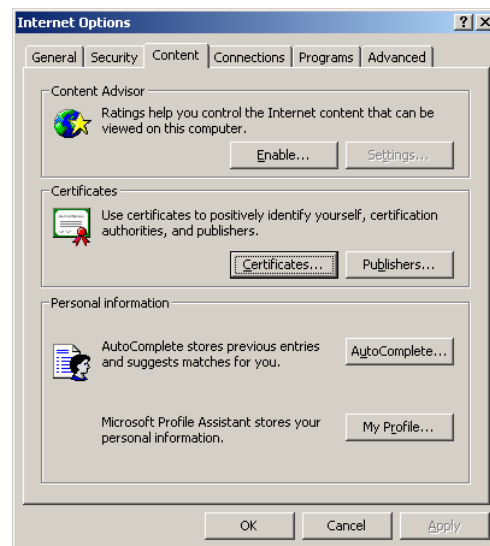 Internet Options
General Security Content Connections Programs Advanced
Content Advisor
Ratings help you control the Internet content that can be
viewed on this computer.
Enable... Settings...
Certificates
Use certificates to positively identify yourself, certification
authorities, and publishers.
Certificates... Publishers...
Personal information
AutoComplete stores previous entries
and suggests matches for you.
AutoComplete...
Microsoft Profile Assistant stores your
personal information.
My Profile...
OK Cancel Apply